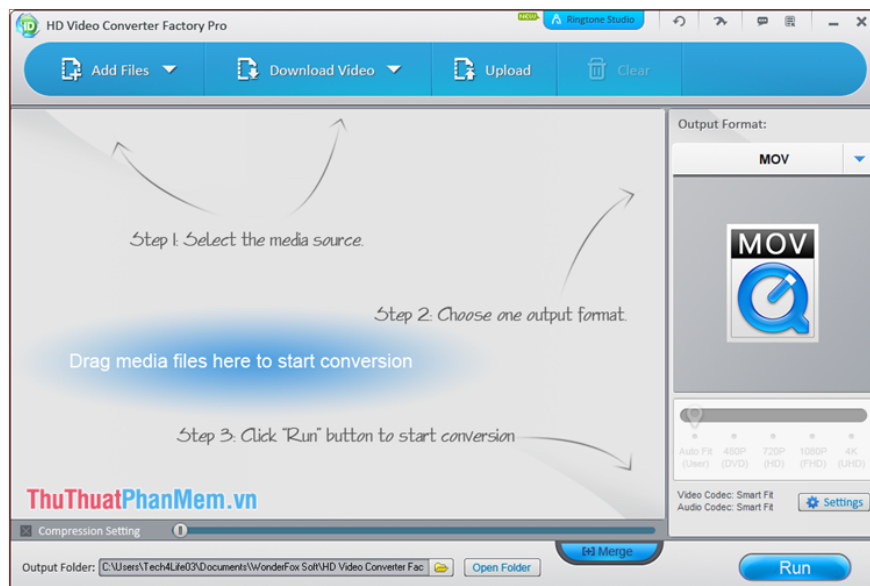 HD Video Converter Factory Pro
NEW
Ringtone Studio
Add Files
Download Video
Upload
Clear
Output Format:
MOV
MOV
Step 1: Select the media source.
Step 2: Choose one output format.
Drag media files here to start conversion
Step 3: Click "Run" button to start conversion
Auto Fit 480P 720P 1080P 4K
(User) (DVD) (HD) (FHD) (UHD)
ThuThuatPhanMem.vn
Video Codec: Smart Fit
Audio Codec: Smart Fit
Settings
Compression Setting
[+] Merge
Output Folder: C:\Users\Tech4Life03\Documents\WonderFox Soft\HD Video Converter Fac
Open Folder
Run